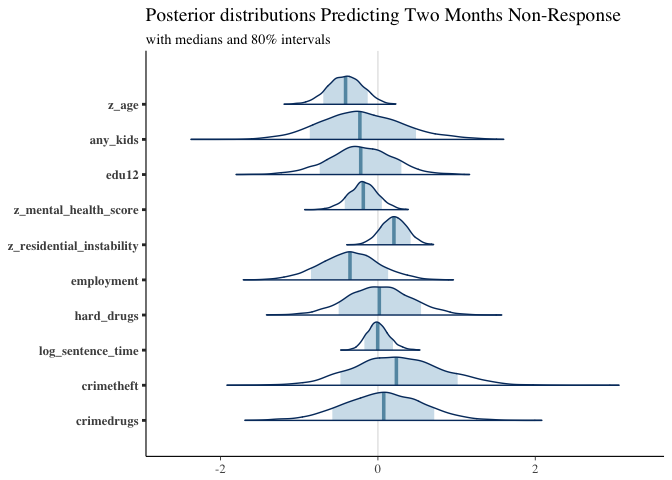 Posterior distributions Predicting Two Months Non-Response
with medians and 80% intervals
z_age
any_kids
edu12
z_mental_health_score
z_residential_instability
employment
hard_drugs
log_sentence_time
crimetheft
crimedrugs
-2 0 2